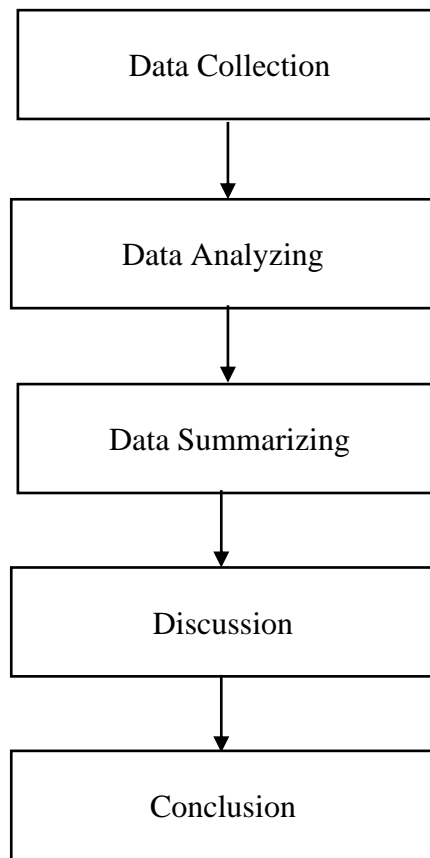 Data Collection
Data Analyzing
Data Summarizing
Discussion
Conclusion